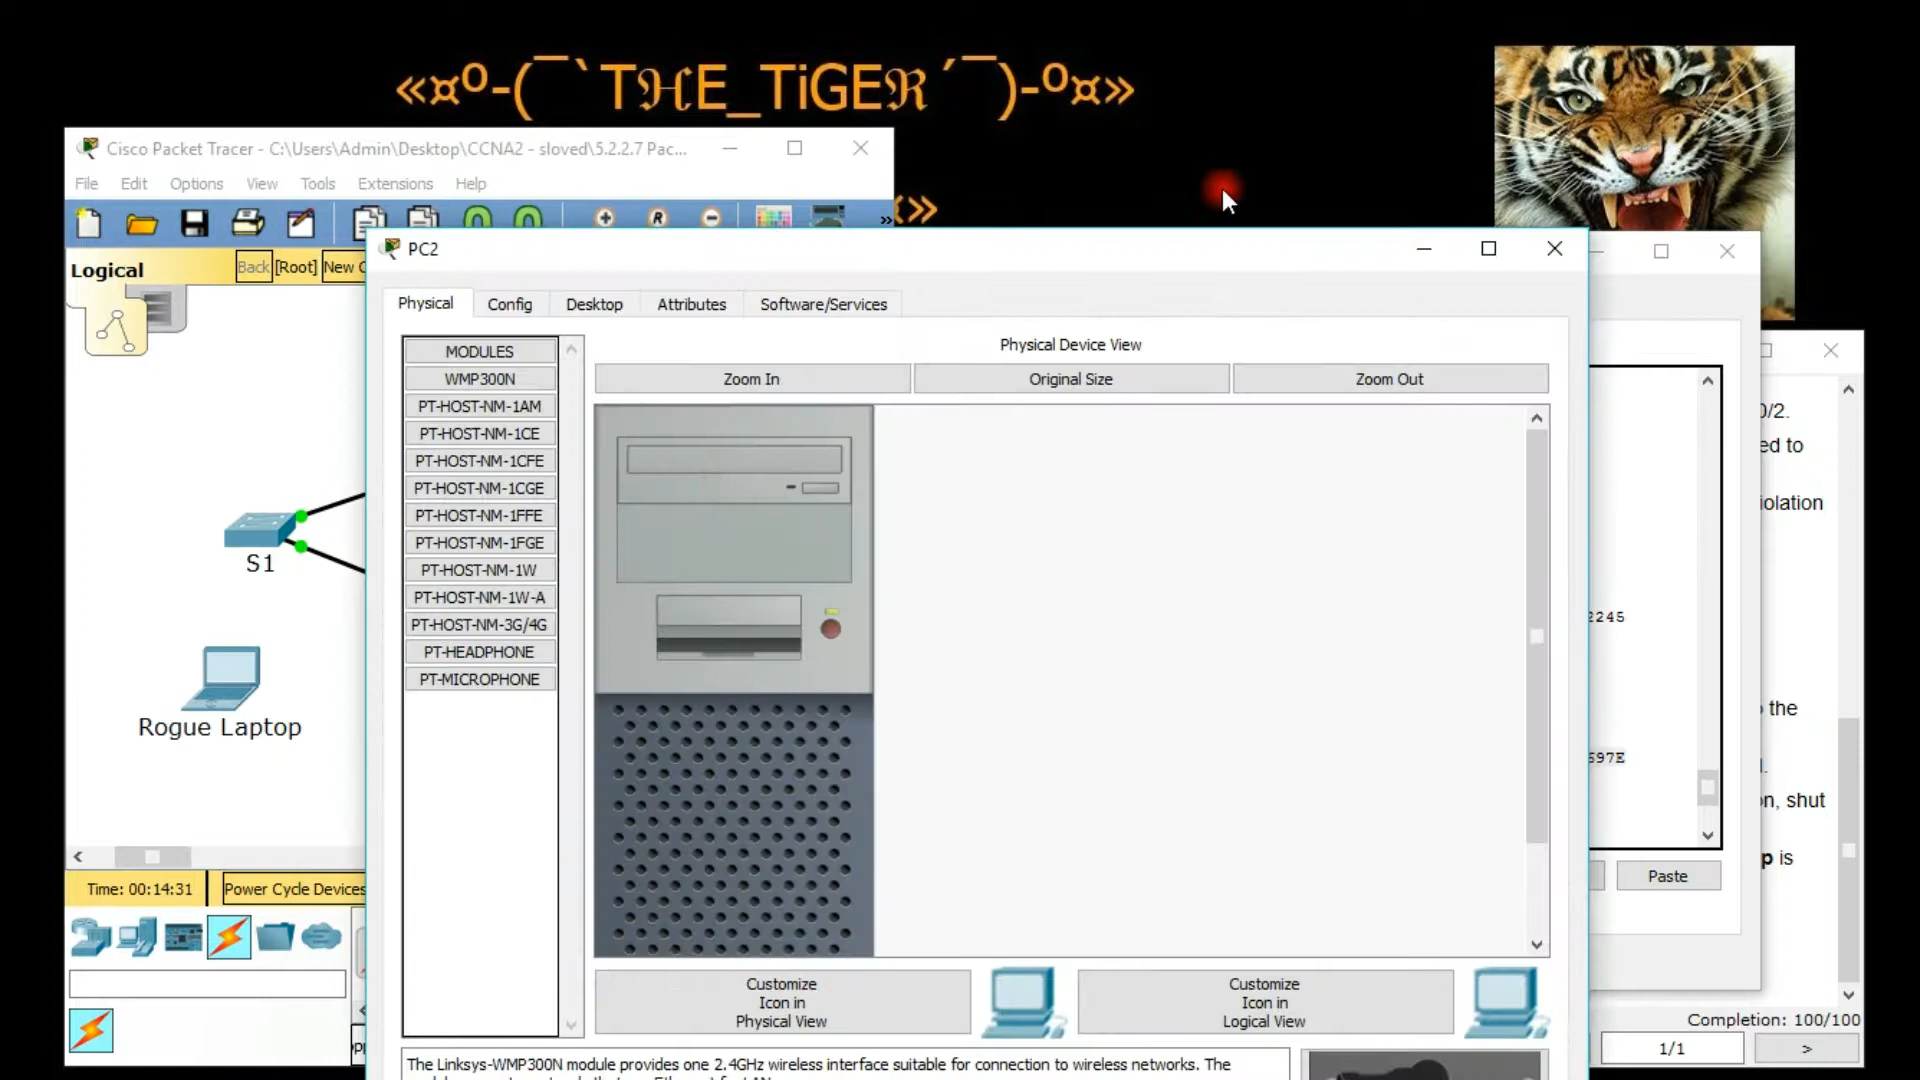 «¤º-(¯`TℋE_TiGEℜ´¯)-º¤»
Cisco Packet Tracer - C:\Users\Admin\Desktop\CCNA2 - sloved\5.2.2.7 Pac...
File Edit Options View Tools Extensions Help
»
Logical
Back [Root] New C
S1
Rogue Laptop
Time: 00:14:31
Power Cycle Devices
PC2
Physical Config Desktop Attributes Software/Services
MODULES
WMP300N
PT-HOST-NM-1AM
PT-HOST-NM-1CE
PT-HOST-NM-1CFE
PT-HOST-NM-1CGE
PT-HOST-NM-1FFE
PT-HOST-NM-1FGE
PT-HOST-NM-1W
PT-HOST-NM-1W-A
PT-HOST-NM-3G/4G
PT-HEADPHONE
PT-MICROPHONE
Physical Device View
Zoom In Original Size Zoom Out
Customize
Icon in
Physical View
Customize
Icon in
Logical View
The Linksys-WMP300N module provides one 2.4GHz wireless interface suitable for connection to wireless networks. The
0/2.
ed to
iolation
2245
the
597E
n, shut
p is
Paste
Completion: 100/100
1/1
>